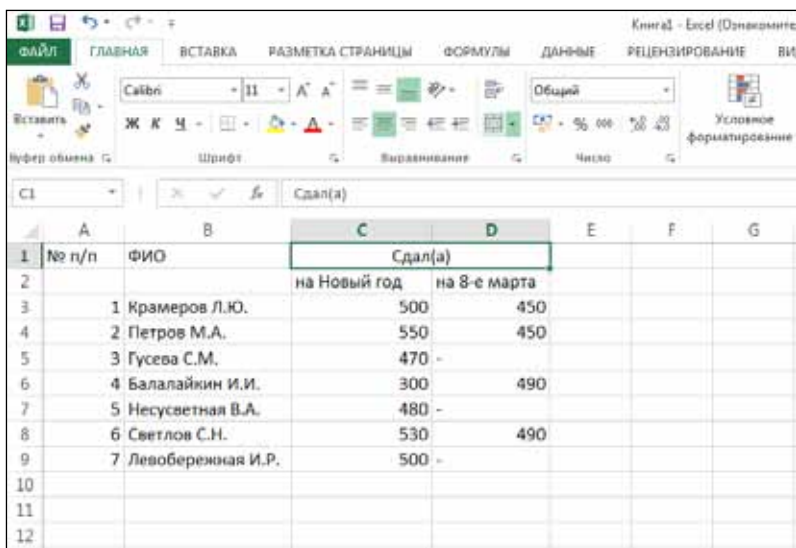 Книга1 - Excel (Ознакомите
ФАЙЛ ГЛАВНАЯ ВСТАВКА РАЗМЕТКА СТРАНИЦЫ ФОРМУЛЫ ДАННЫЕ РЕЦЕНЗИРОВАНИЕ ВИ
Вставить
Calibri 11
Ж К Ч
Общий
% 000
Условное
форматирование
Буфер обмена Шрифт Выравнивание Число
C1 fx Сдал(а)
A B C D E F G
1 № п/п ФИО Сдал(а)
2 на Новый год на 8-е марта
3 1 Крамеров Л.Ю. 500 450
4 2 Петров М.А. 550 450
5 3 Гусева С.М. 470 -
6 4 Балалайкин И.И. 300 490
7 5 Несусветная В.А. 480 -
8 6 Светлов С.Н. 530 490
9 7 Левобережная И.Р. 500 -
10
11
12